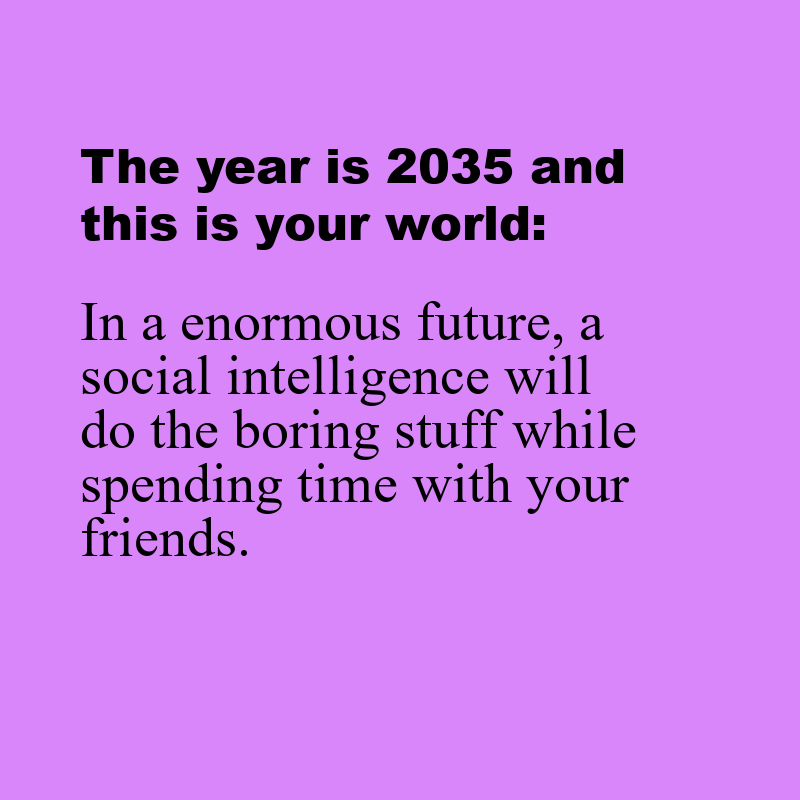 The year is 2035 and
this is your world:
In a enormous future, a
social intelligence will
do the boring stuff while
spending time with your
friends.